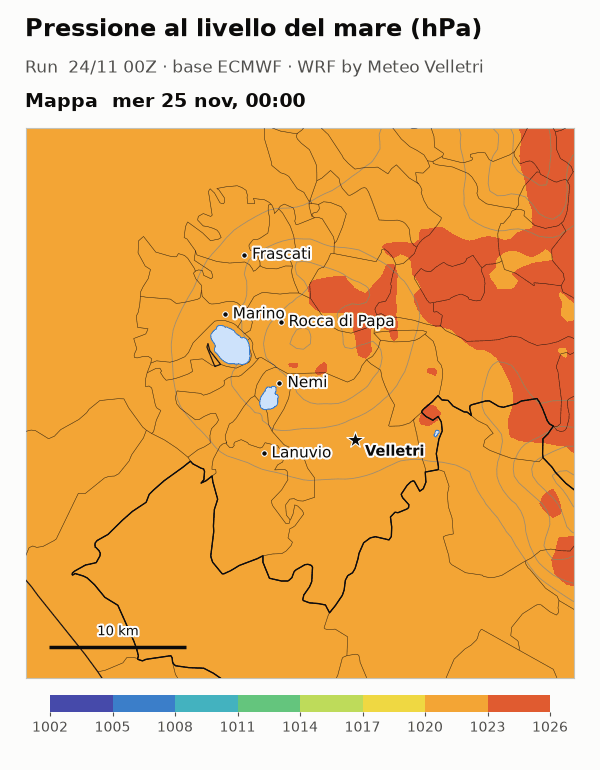 Pressione al livello del mare (hPa)
Run  24/11 00Z · base ECMWF · WRF by Meteo Velletri
Mappa  mer 25 nov, 00:00
Frascati
Marino
Rocca di Papa
Nemi
Velletri
Lanuvio
10 km
1002 1005 1008 1011 1014 1017 1020 1023 1026